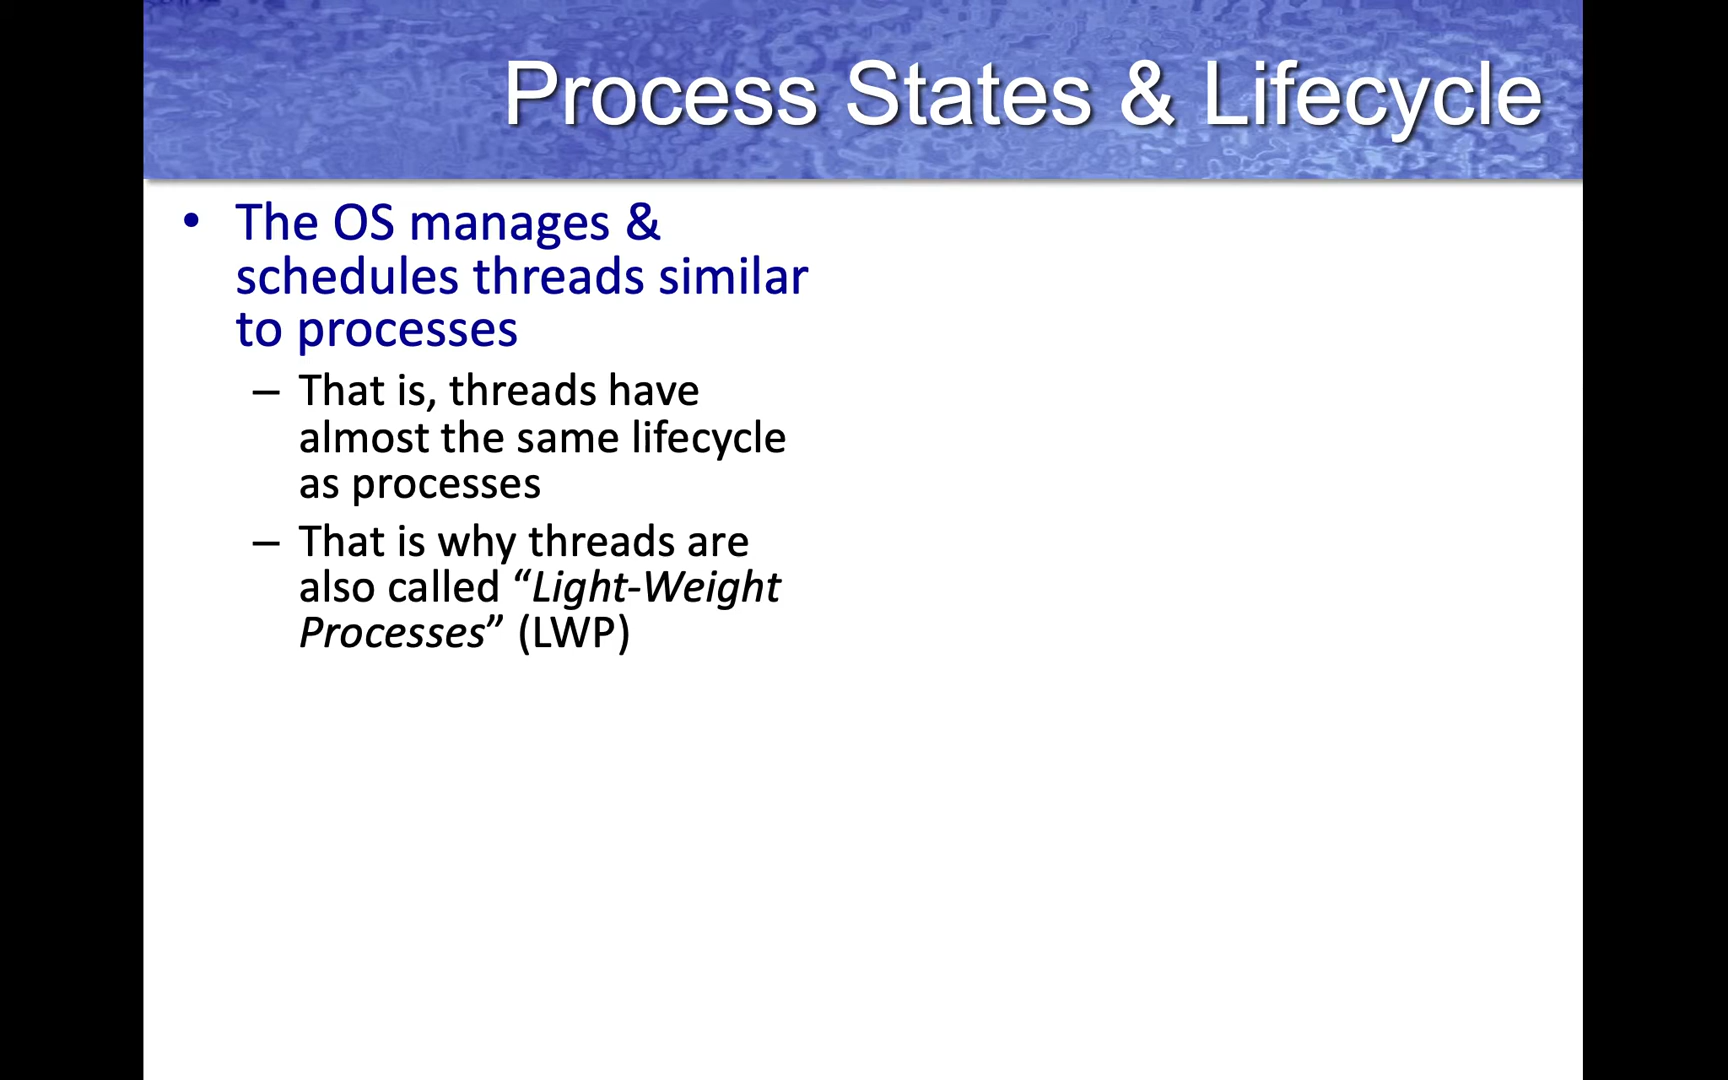 Process States & Lifecycle
• The OS manages &
schedules threads similar
to processes
– That is, threads have
almost the same lifecycle
as processes
– That is why threads are
also called “Light-Weight
Processes” (LWP)